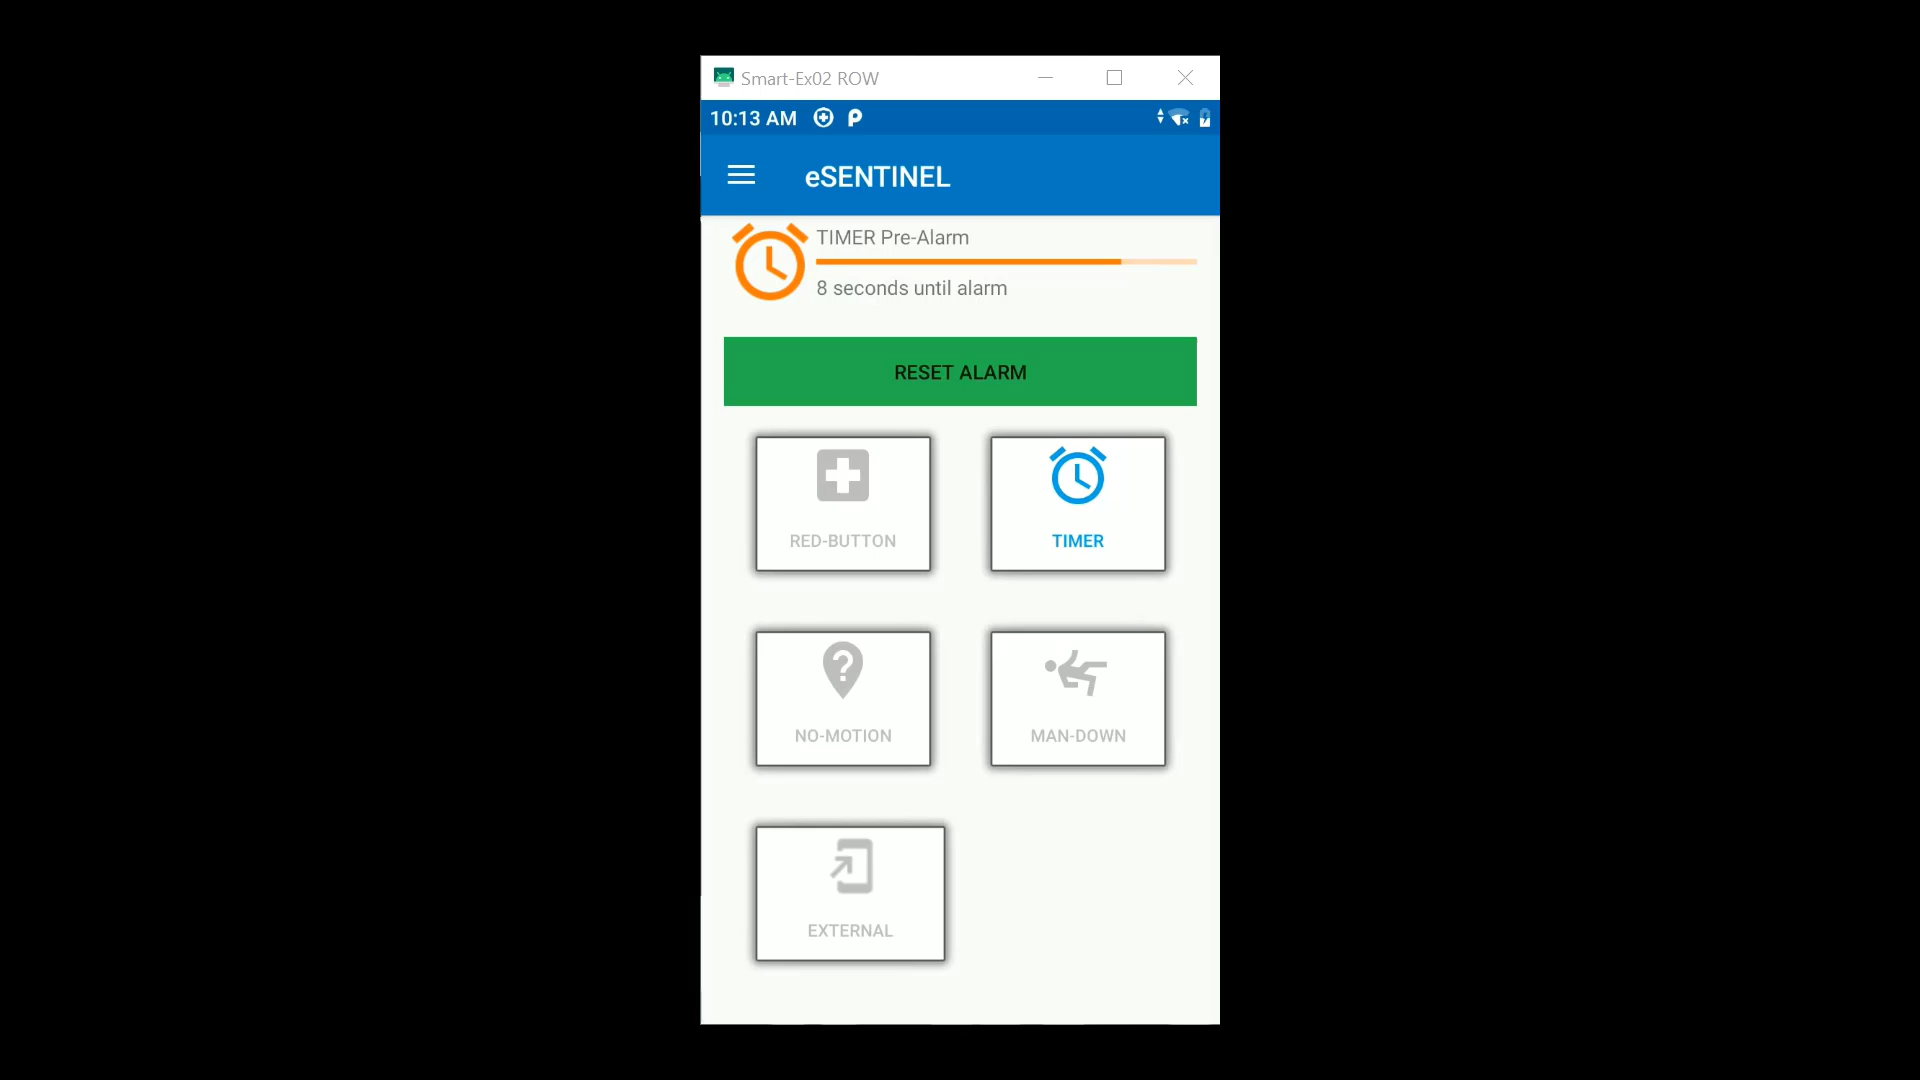 Smart-Ex02 ROW
10:13 AM
eSENTINEL
TIMER Pre-Alarm
8 seconds until alarm
RESET ALARM
RED-BUTTON
TIMER
NO-MOTION
MAN-DOWN
EXTERNAL